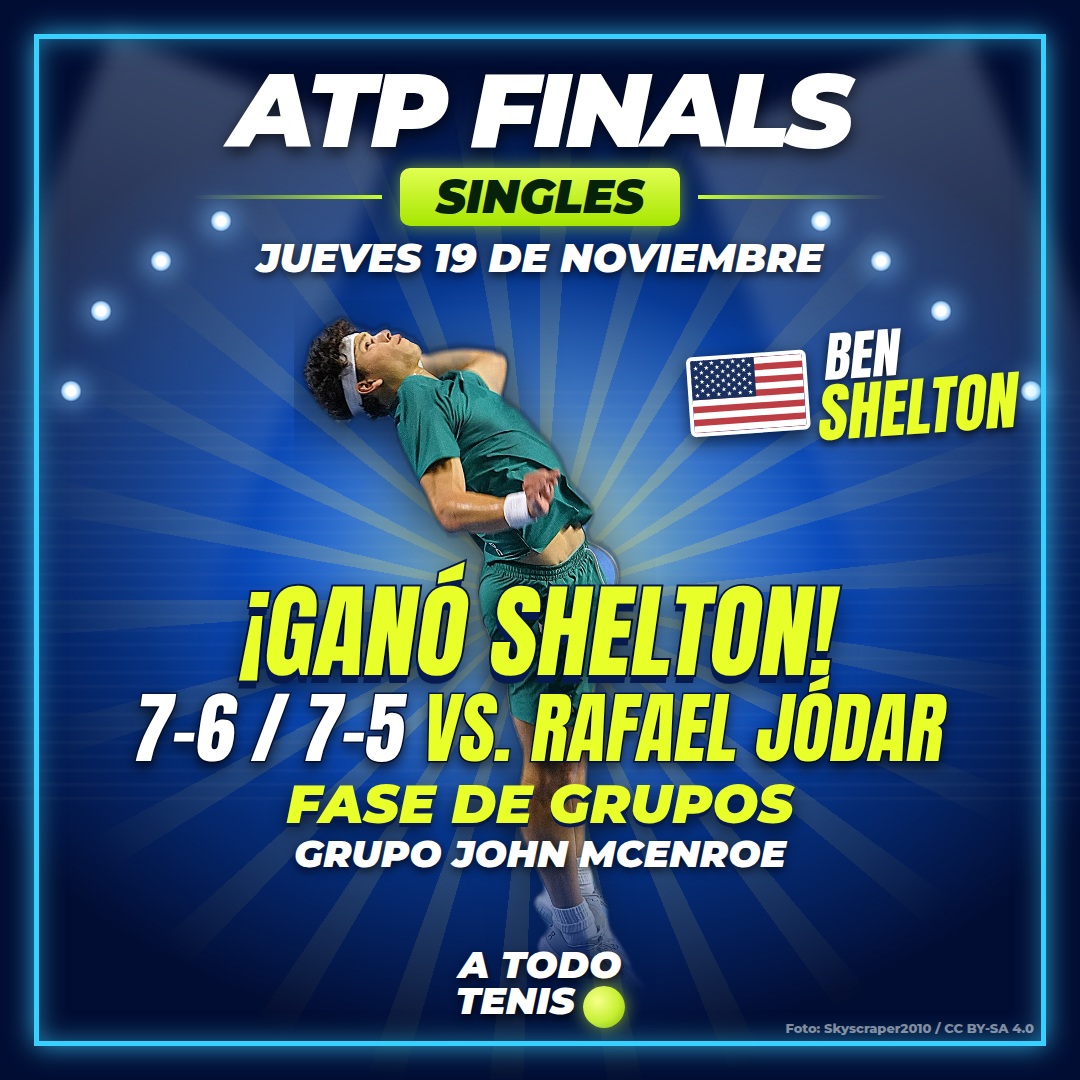 ATP FINALS
SINGLES
JUEVES 19 DE NOVIEMBRE
BEN
SHELTON
¡GANÓ SHELTON!
7-6 / 7-5 VS. RAFAEL JÓDAR
FASE DE GRUPOS
GRUPO JOHN MCENROE
A TODO
TENIS
Foto: Skyscraper2010 / CC BY-SA 4.0